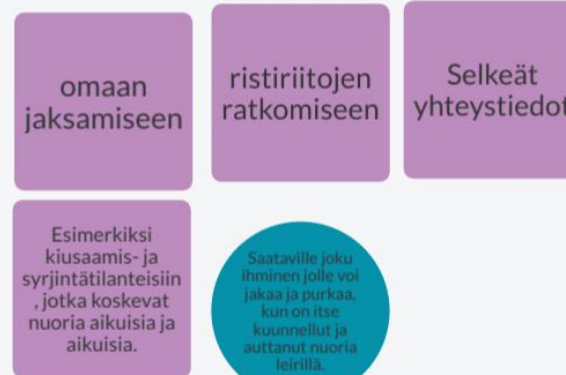 omaan
jaksamiseen
ristiriitojen
ratkomiseen
Selkeät
yhteystiedot
Esimerkiksi
kiusaamis- ja
syrjintätilanteisiin
, jotka koskevat
nuoria aikuisia ja
aikuisia.
Saataville joku
ihminen jolle voi
jakaa ja purkaa,
kun on itse
kuunnellut ja
auttanut nuoria
leirillä.